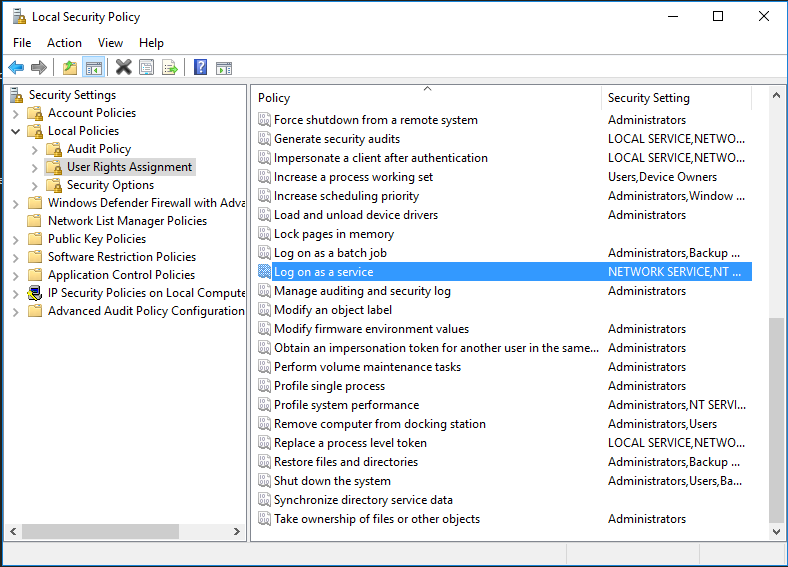 Local Security Policy
File Action View Help
Security Settings
Account Policies
Local Policies
Audit Policy
User Rights Assignment
Security Options
Windows Defender Firewall with Adva
Network List Manager Policies
Public Key Policies
Software Restriction Policies
Application Control Policies
IP Security Policies on Local Compute
Advanced Audit Policy Configuration
Policy Security Setting
Force shutdown from a remote system Administrators
Generate security audits LOCAL SERVICE,NETWO...
Impersonate a client after authentication LOCAL SERVICE,NETWO...
Increase a process working set Users,Device Owners
Increase scheduling priority Administrators,Window ...
Load and unload device drivers Administrators
Lock pages in memory
Log on as a batch job Administrators,Backup ...
Log on as a service NETWORK SERVICE,NT ...
Manage auditing and security log Administrators
Modify an object label
Modify firmware environment values Administrators
Obtain an impersonation token for another user in the same... Administrators
Perform volume maintenance tasks Administrators
Profile single process Administrators
Profile system performance Administrators,NT SERVI...
Remove computer from docking station Administrators,Users
Replace a process level token LOCAL SERVICE,NETWO...
Restore files and directories Administrators,Backup ...
Shut down the system Administrators,Users,Ba...
Synchronize directory service data
Take ownership of files or other objects Administrators